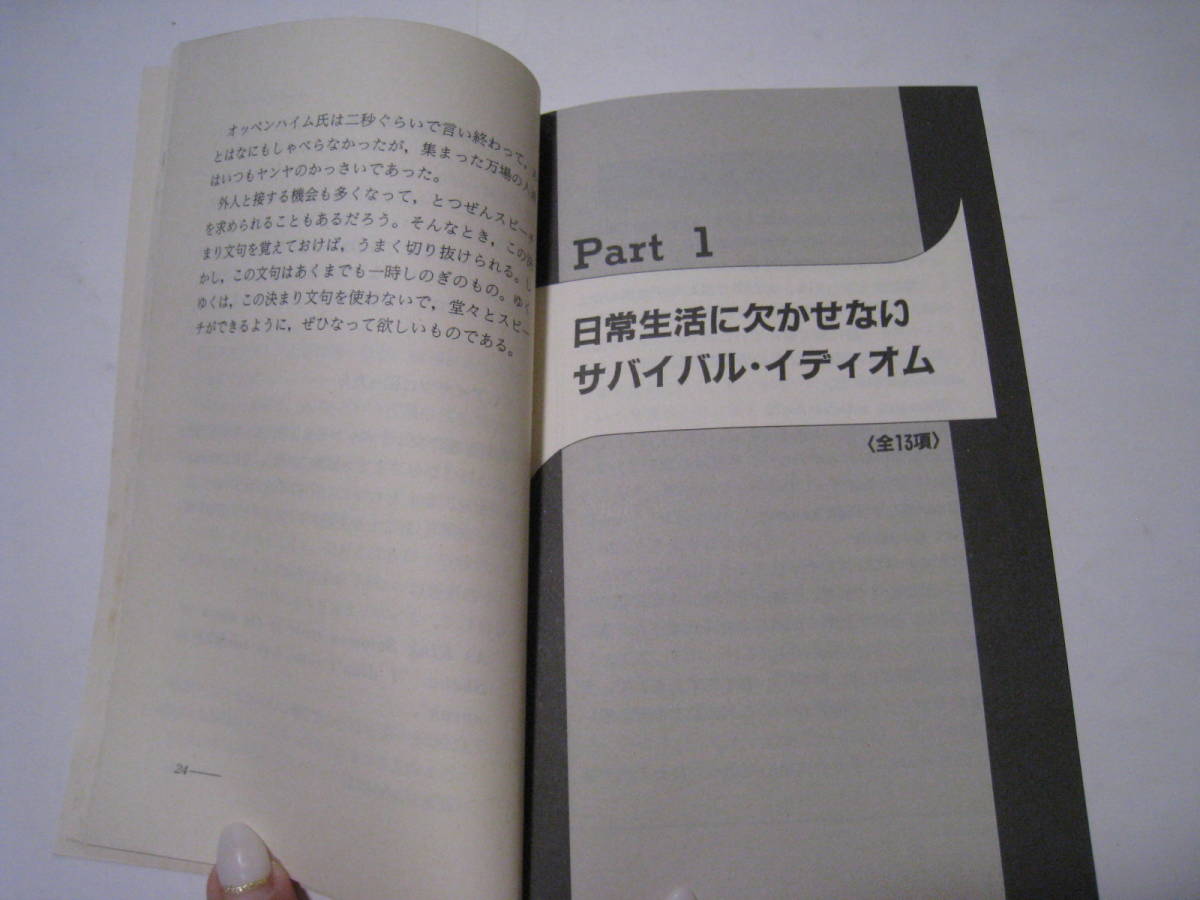 オッペンハイム氏は二秒ぐらいで言い終わって、
とはなにもしゃべらなかったが，集まった万場の人
はいつもヤンヤのかっさいであった。
外人と接する機会も多くなって，とつぜんスピーチ
を求められることもあるだろう。そんなとき，この決
まり文句を覚えておけば，うまく切り抜けられる。し
かし，この文句はあくまでも一時しのぎのもの。ゆく
ゆくは，この決まり文句を使わないで，堂々とスピー
チができるように，ぜひなって欲しいものである。
24
Part 1
日常生活に欠かせない
サバイバル・イディオム
〈全13項〉